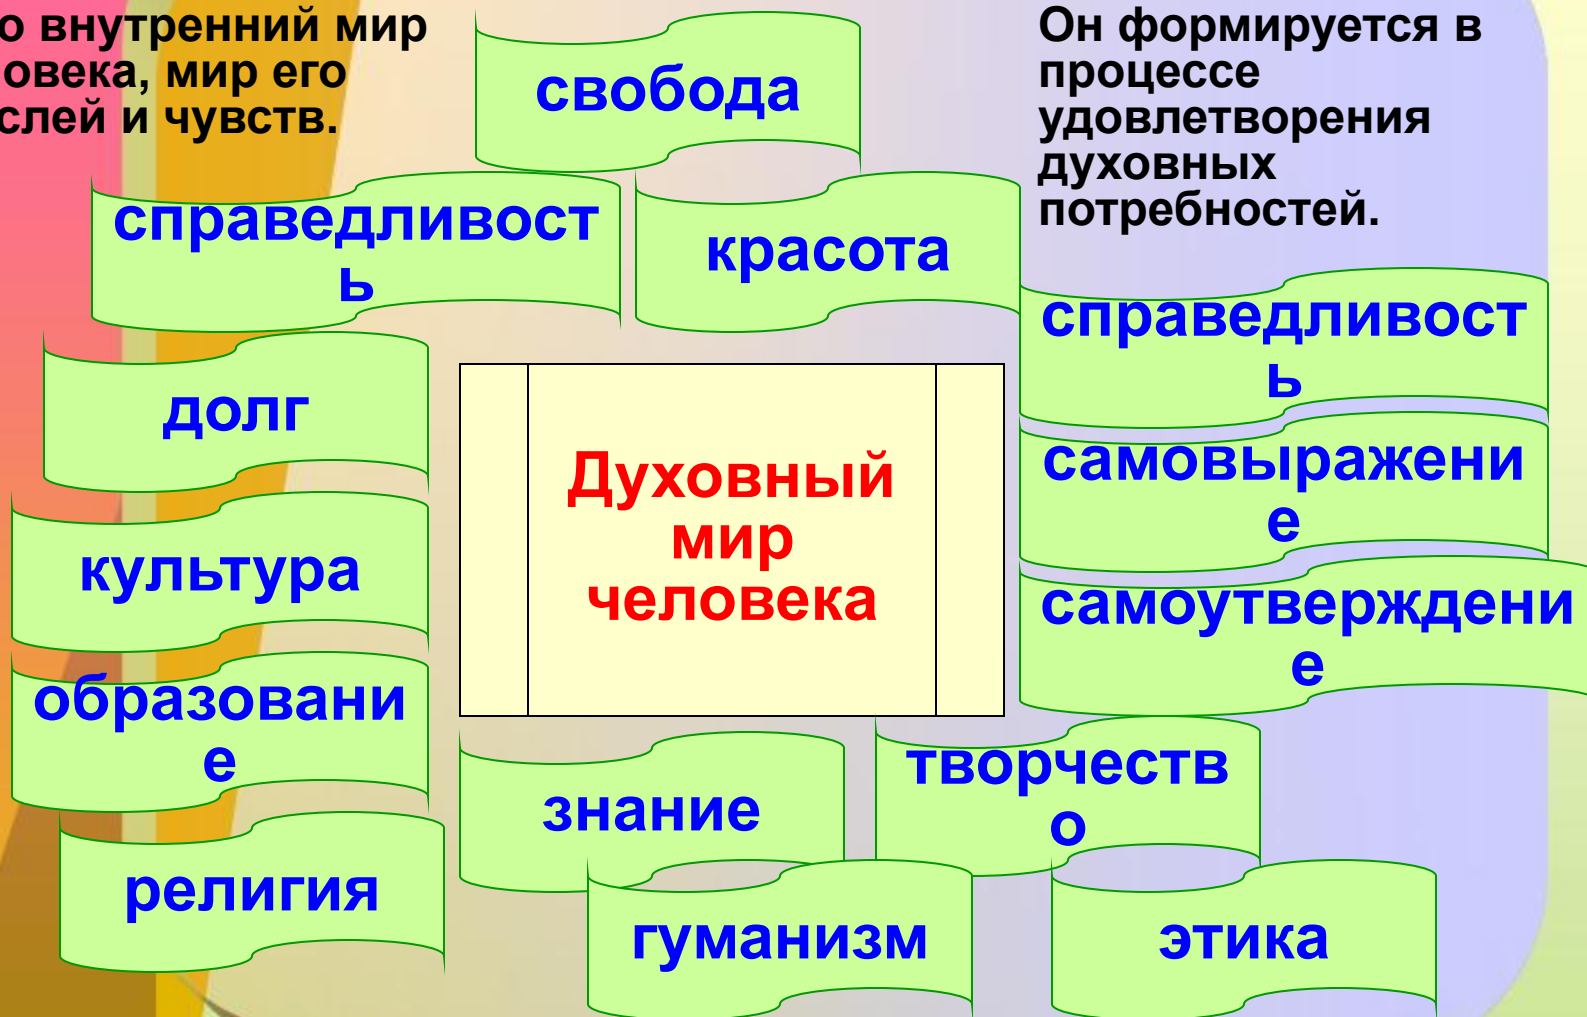 о внутренний мир
овека, мир его
слей и чувств.
свобода
Он формируется в
процессе
удовлетворения
духовных
потребностей.
справедливост
ь
красота
справедливост
ь
долг
самовыражени
е
Духовный
мир
человека
культура
самоутверждени
е
образовани
е
знание
творчеств
о
религия
гуманизм
этика